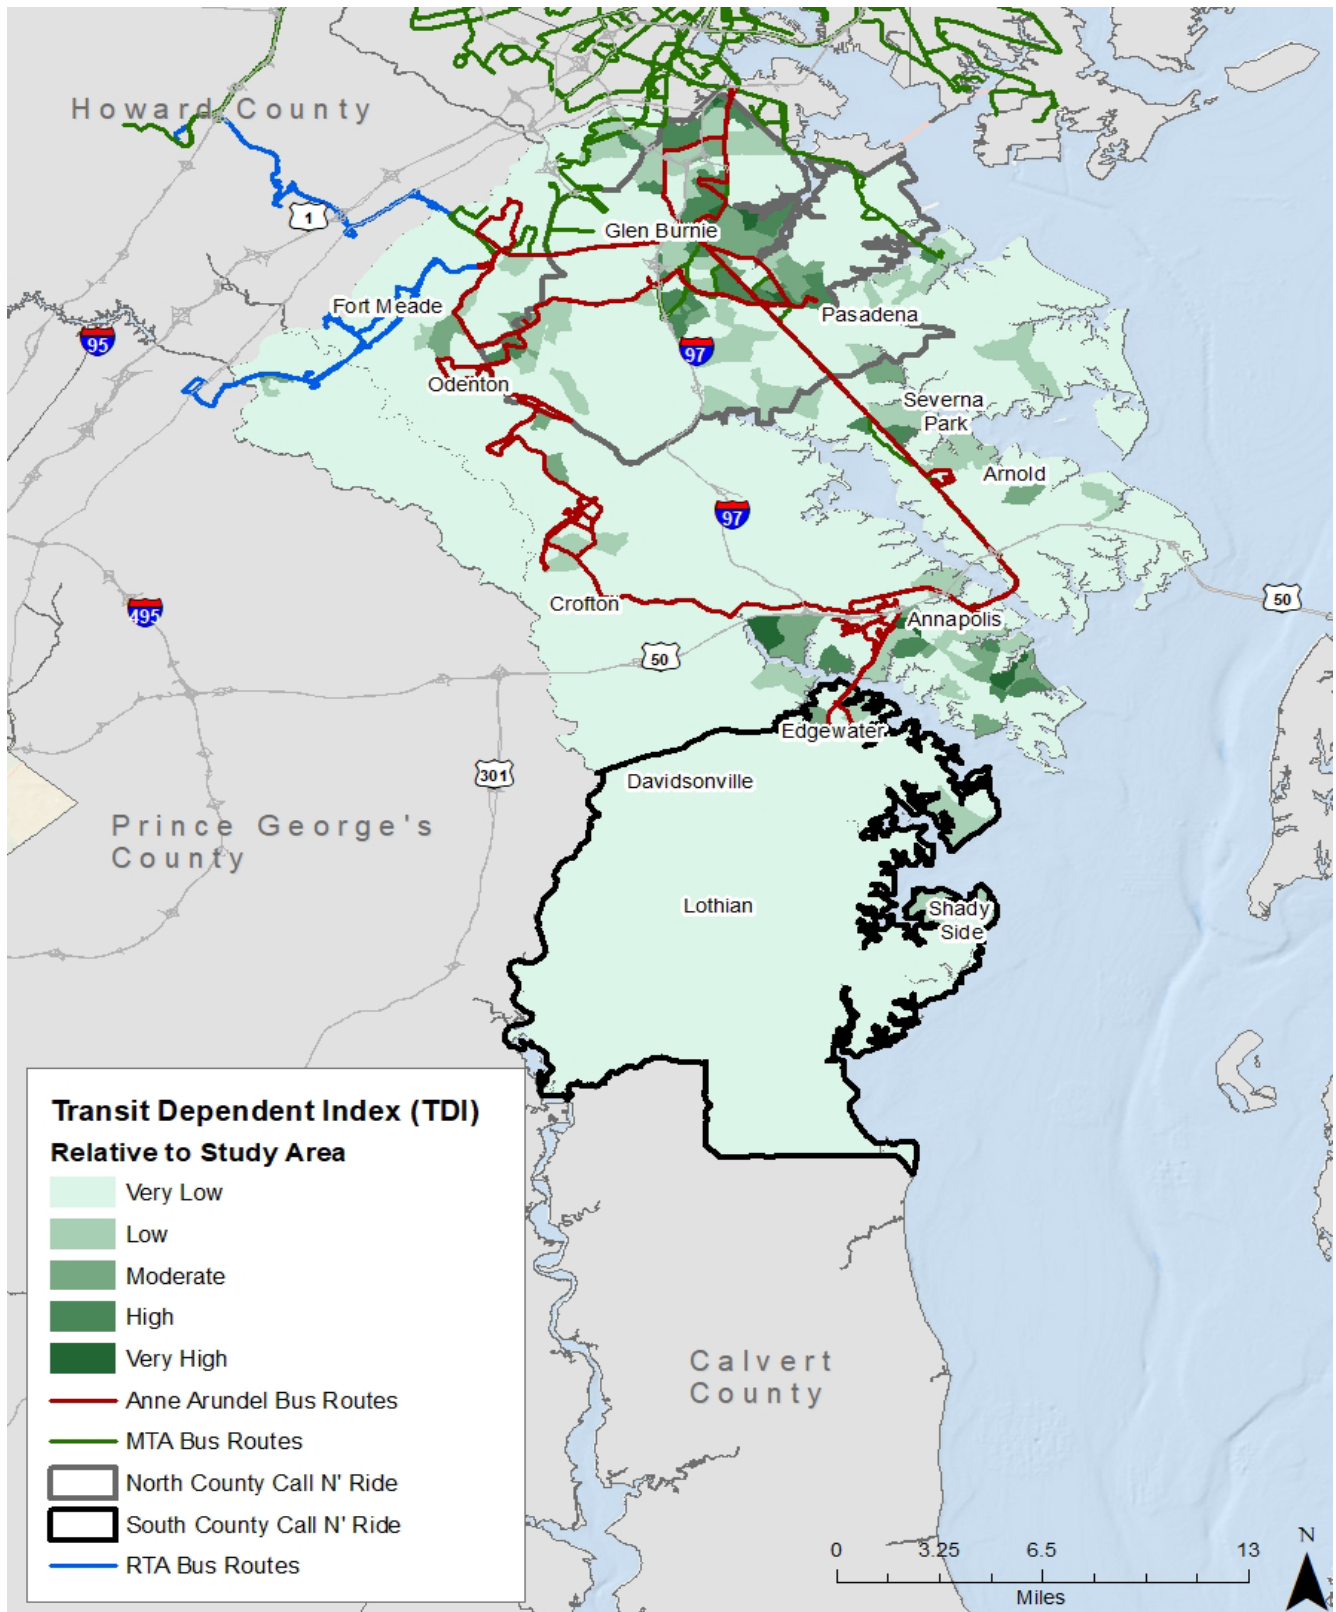 Howard County
1
Glen Burnie
Fort Meade
Pasadena
95
97
Odenton
Severna
Park
Arnold
97
Crofton
495
50
Annapolis
50
Edgewater
301
Davidsonville
Prince George's
County
Lothian
Shady
Side
Transit Dependent Index (TDI)
Relative to Study Area
Very Low
Low
Moderate
High
Very High
Anne Arundel Bus Routes
MTA Bus Routes
North County Call N' Ride
South County Call N' Ride
RTA Bus Routes
Calvert
County
N
0 3.25 6.5 13
Miles